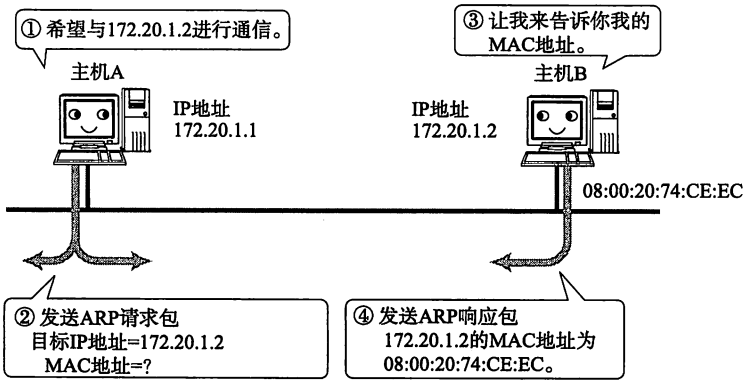 ① 希望与172.20.1.2进行通信。
③ 让我来告诉你我的
MAC地址。
主机A
主机B
IP地址
172.20.1.1
IP地址
172.20.1.2
08:00:20:74:CE:EC
② 发送ARP请求包
目标IP地址=172.20.1.2
MAC地址=?
④ 发送ARP响应包
172.20.1.2的MAC地址为
08:00:20:74:CE:EC。